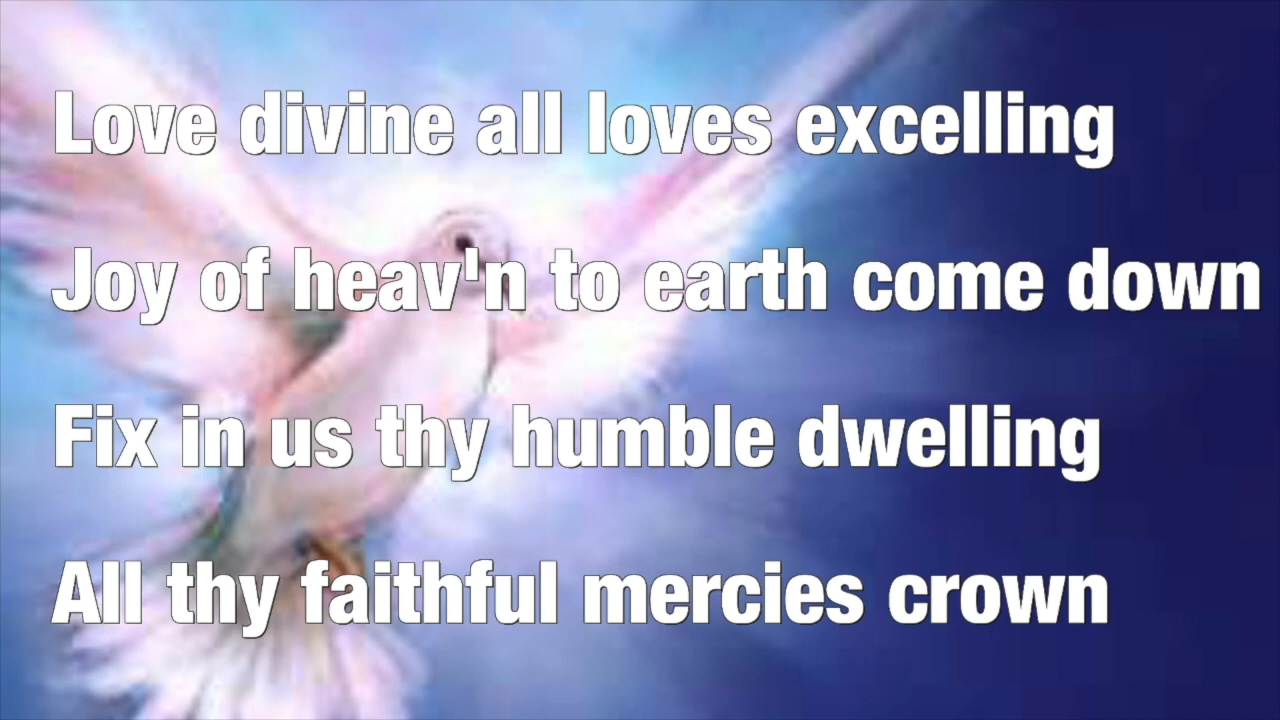 Love divine all loves excelling
Joy of heav'n to earth come down
Fix in us thy humble dwelling
All thy faithful mercies crown